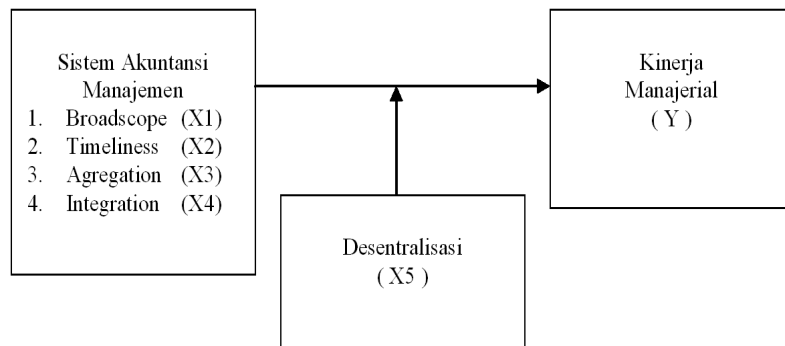 Sistem Akuntansi
Manajemen
1. Broadscope (X1)
2. Timeliness (X2)
3. Agregation (X3)
4. Integration (X4)
Kinerja
Manajerial
( Y )
Desentralisasi
( X5 )